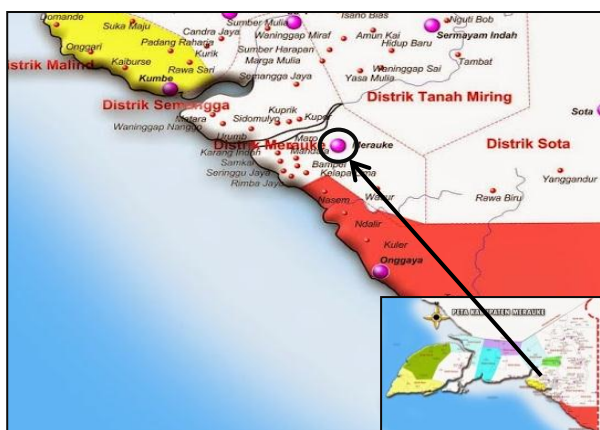 Domande
Suka Maju
Sumber Mulia
Isano Bias
Nguti Bob
Candra Jaya
Waninggap Miraf
Amun Kai
Sermayam Indah
Onggari
Padang Raharja
Kurik
Sumber Harapan
Hidup Baru
Distrik Malind
Kaiburse
Marga Mulia
Waninggap Sai
Tambat
Rawa Sari
Semangga Jaya
Yasa Mulia
Kumbe
Distrik Semangga
Distrik Tanah Miring
Kuprik
Sota
Matara
Sidomulyo
Kuper
Waninggap Nanggo
Urumb
Maro
Distrik Merauke
Merauke
Distrik Sota
Karang Indah
Mandala
Samkai
Bampel
Seringgu Jaya
Kelapa Lima
Yanggandur
Rimba Jaya
Wasur
Rawa Biru
Nasem
Ndalir
Kuler
Onggaya
PETA KABUPATEN MERAUKE